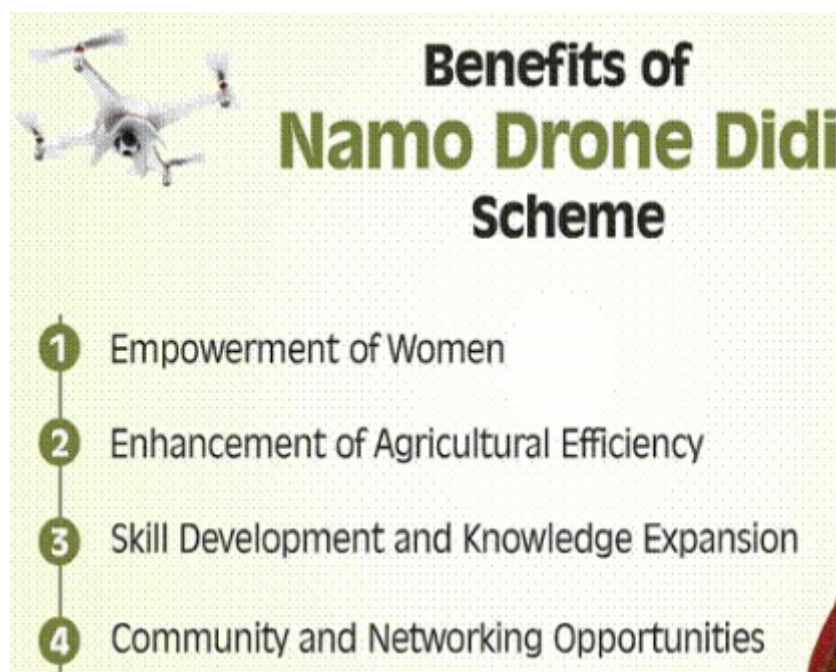 Benefits of
Namo Drone Didi
Scheme
1 Empowerment of Women
2 Enhancement of Agricultural Efficiency
3 Skill Development and Knowledge Expansion
4 Community and Networking Opportunities